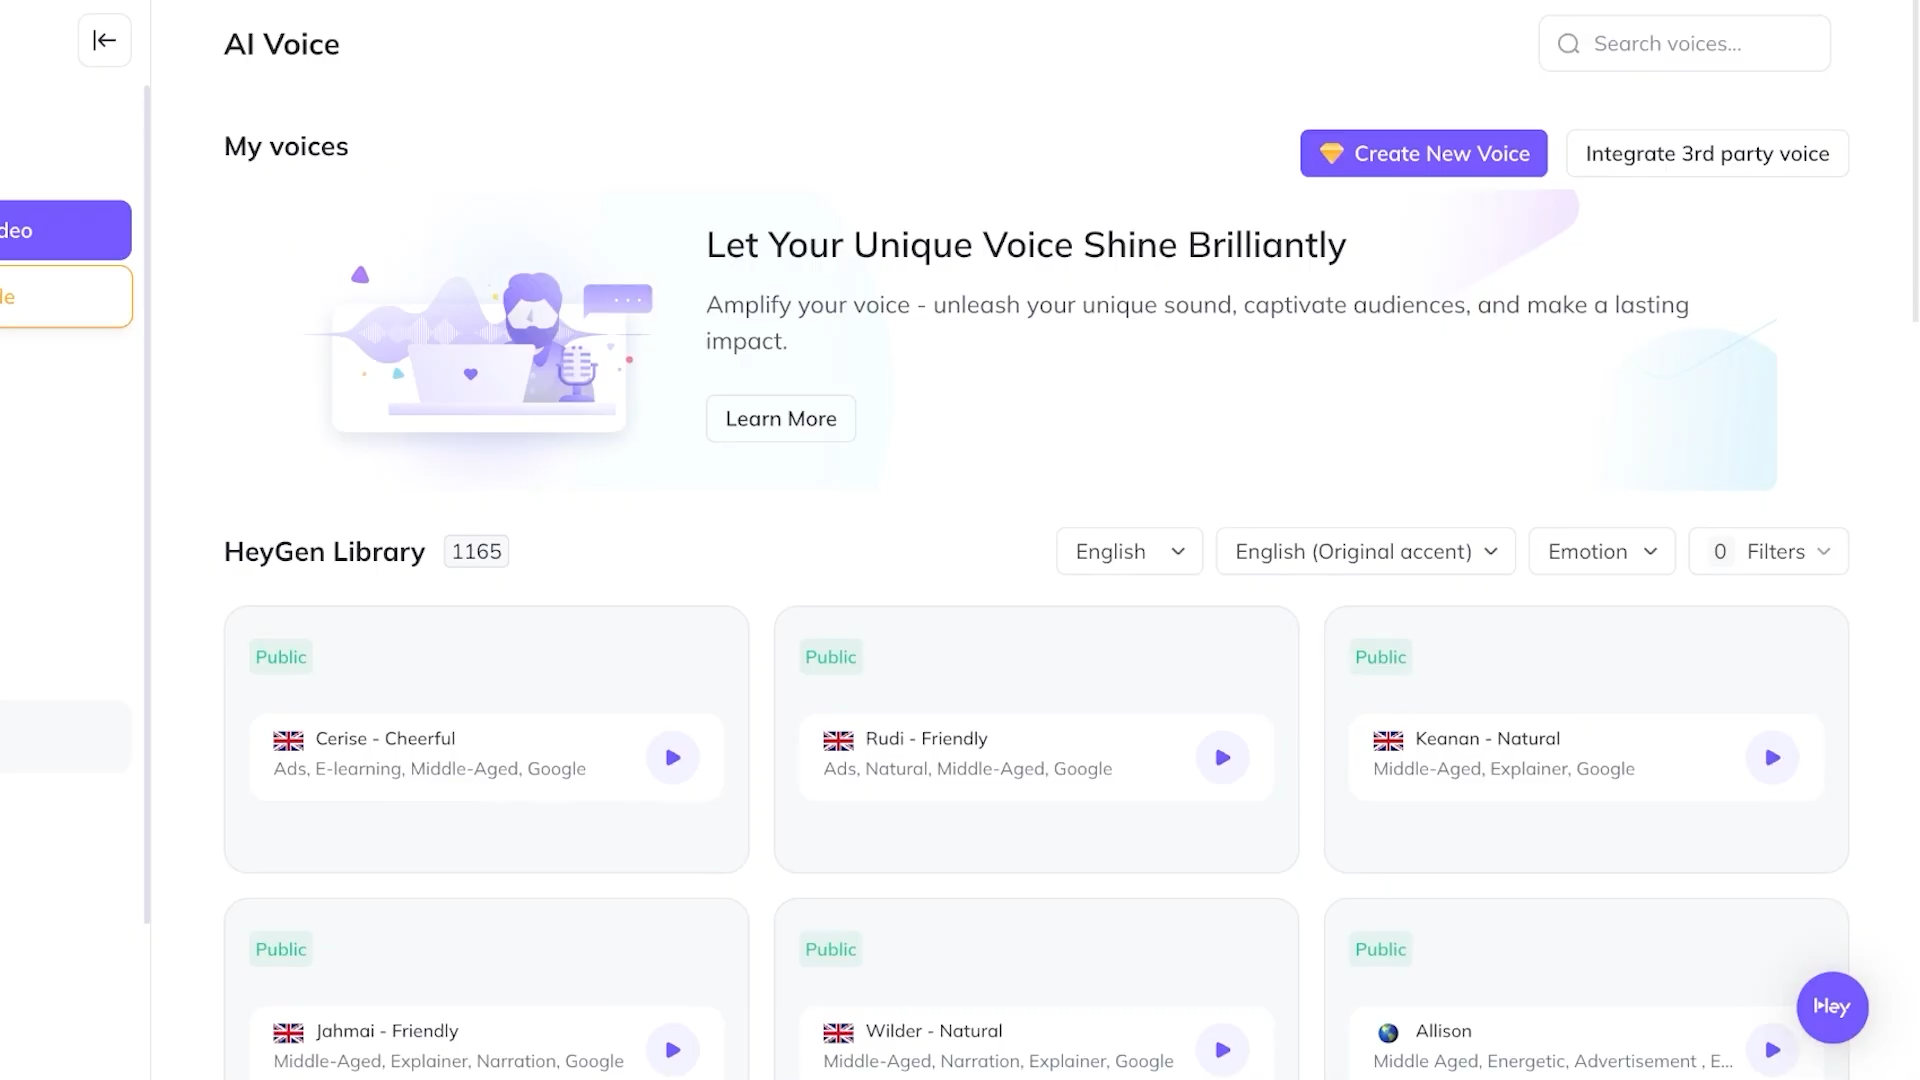 AI Voice
Search voices...
My voices
Create New Voice
Integrate 3rd party voice
deo
Let Your Unique Voice Shine Brilliantly
Amplify your voice - unleash your unique sound, captivate audiences, and make a lasting
impact.
Learn More
HeyGen Library
1165
English
English (Original accent)
Emotion
0 Filters
Public
Public
Public
Cerise - Cheerful
Ads, E-learning, Middle-Aged, Google
Rudi - Friendly
Ads, Natural, Middle-Aged, Google
Keanan - Natural
Middle-Aged, Explainer, Google
Public
Public
Public
Jahmai - Friendly
Middle-Aged, Explainer, Narration, Google
Wilder - Natural
Middle-Aged, Narration, Explainer, Google
Allison
Middle Aged, Energetic, Advertisement , E...
Hey